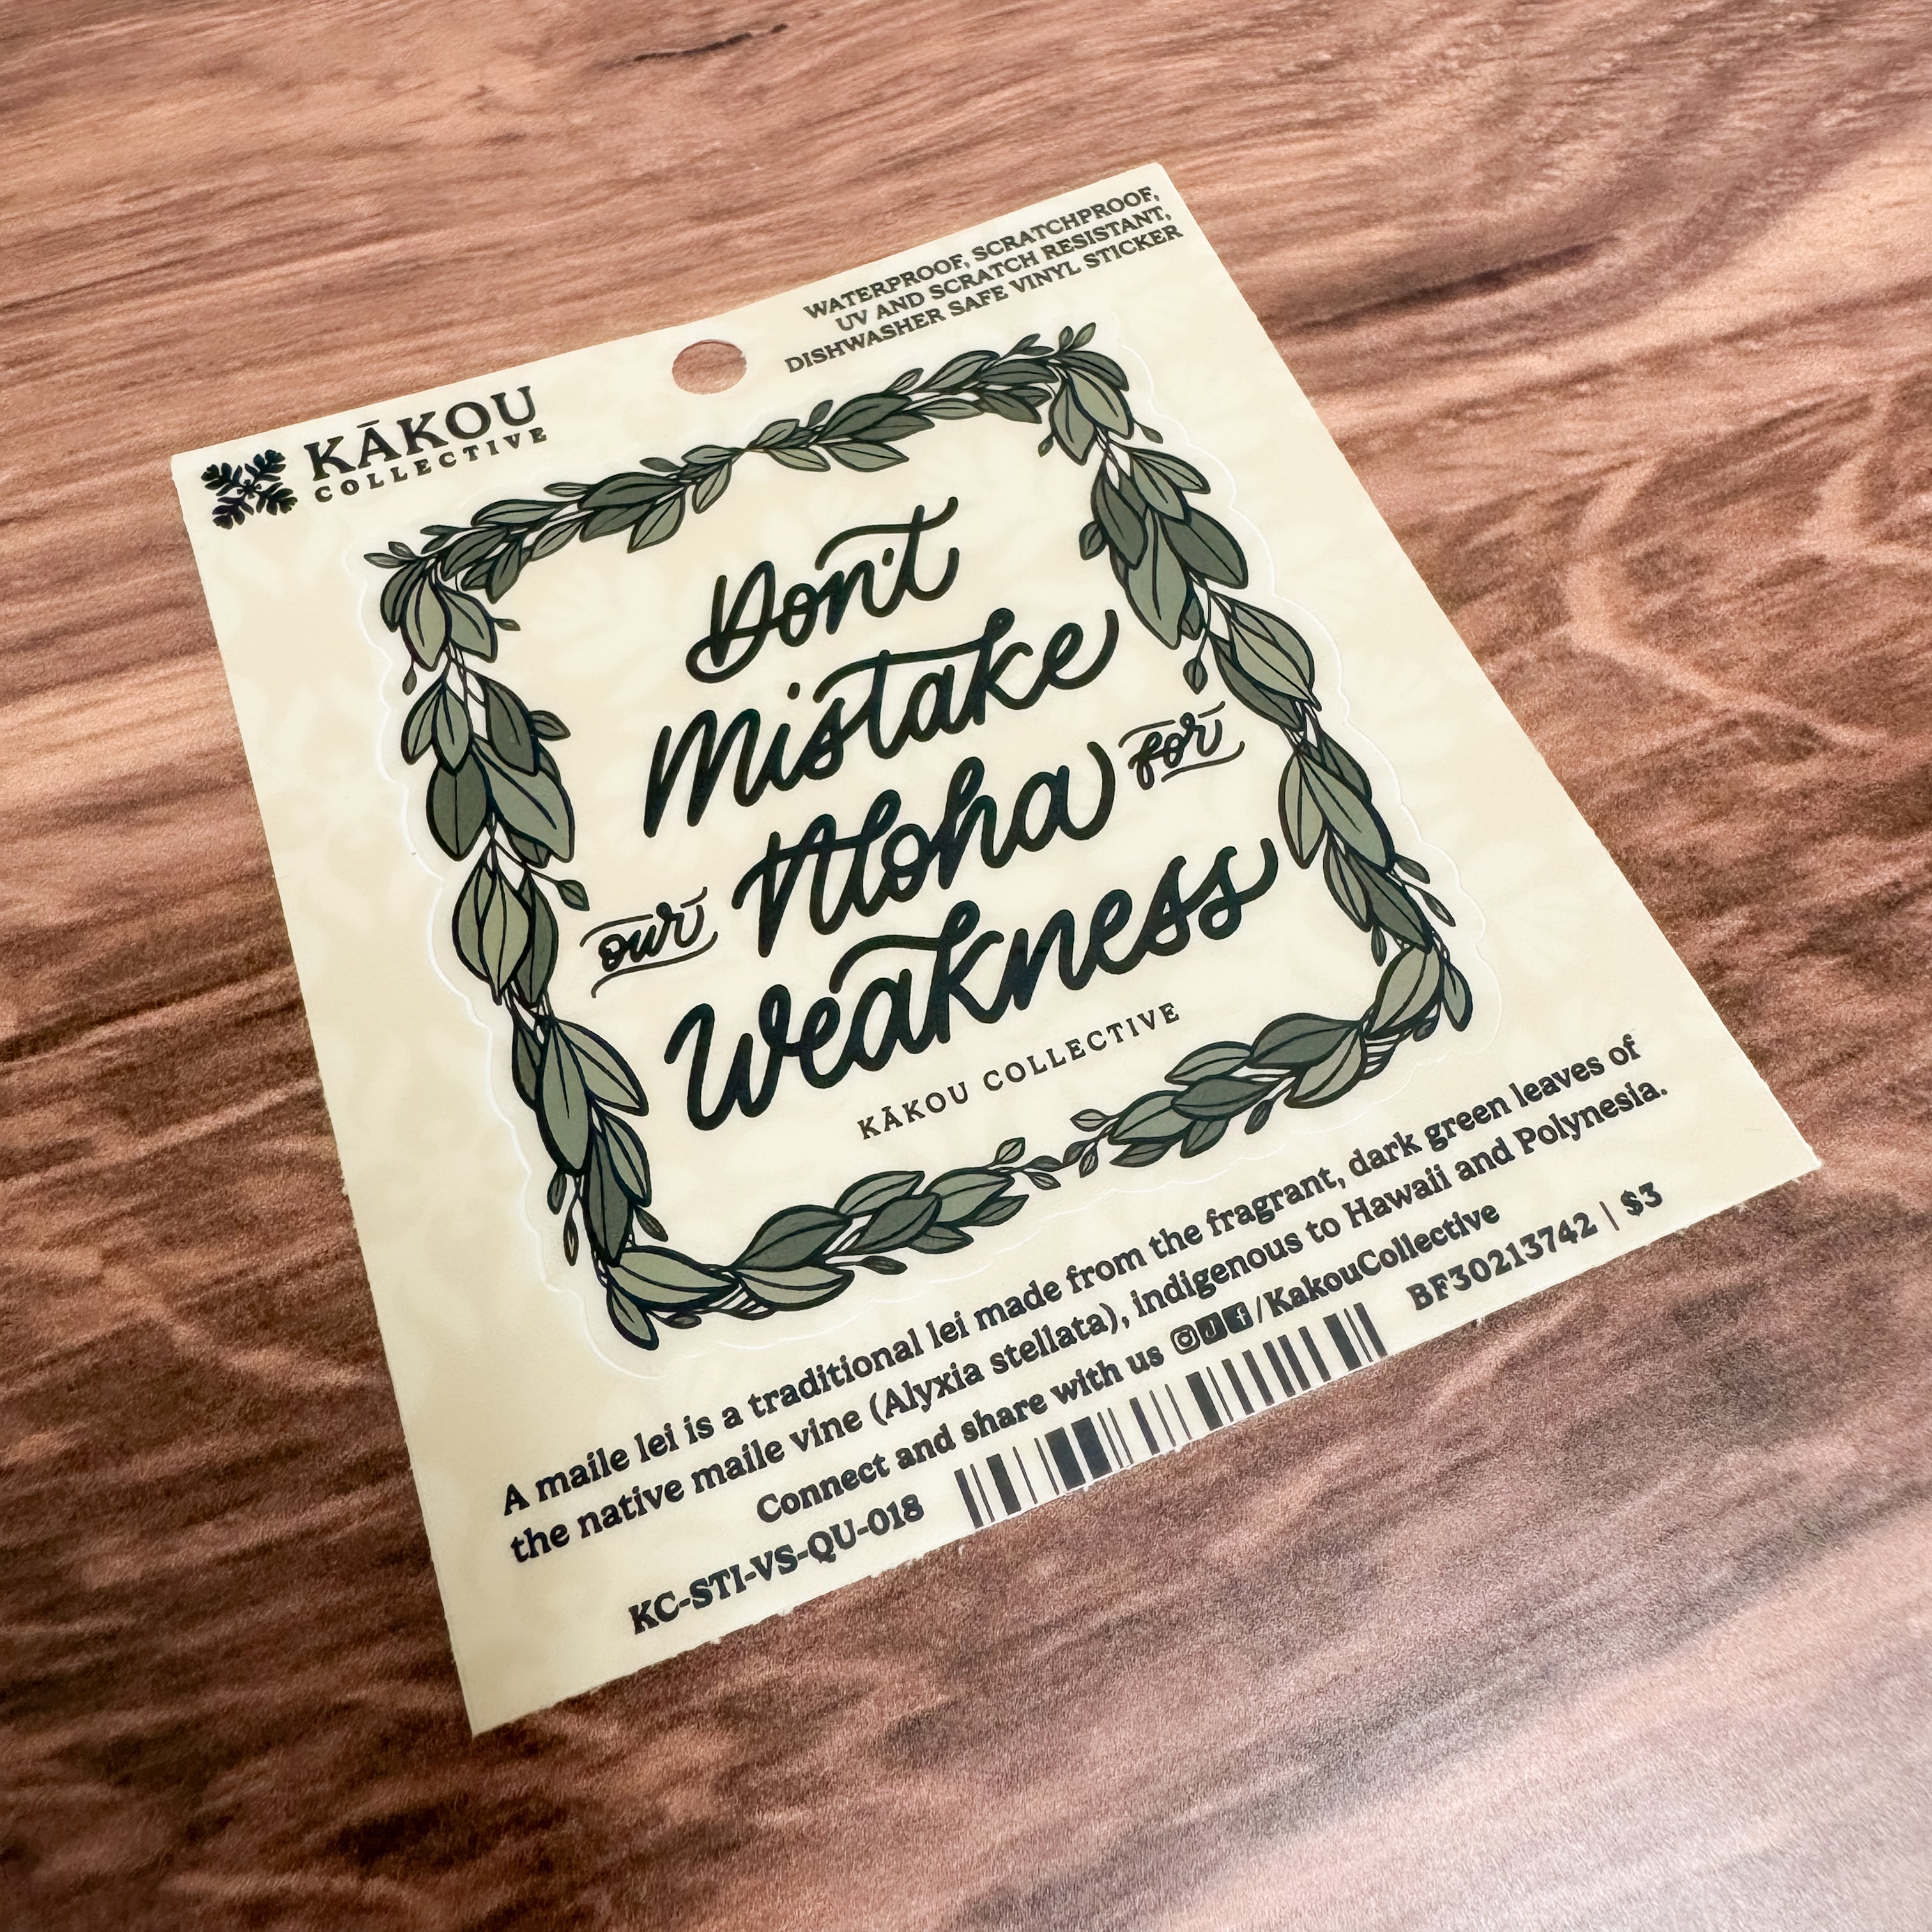 KĀKOU
COLLECTIVE
WATERPROOF, SCRATCHPROOF,
UV AND SCRATCH RESISTANT,
DISHWASHER SAFE VINYL STICKER
Don't
Mistake
our Aloha for
Weakness
KĀKOU COLLECTIVE
A maile lei is a traditional lei made from the fragrant, dark green leaves of
the native maile vine (Alyxia stellata), indigenous to Hawaii and Polynesia.
Connect and share with us /KakouCollective
KC-STI-VS-QU-018
BF30213742 | $3